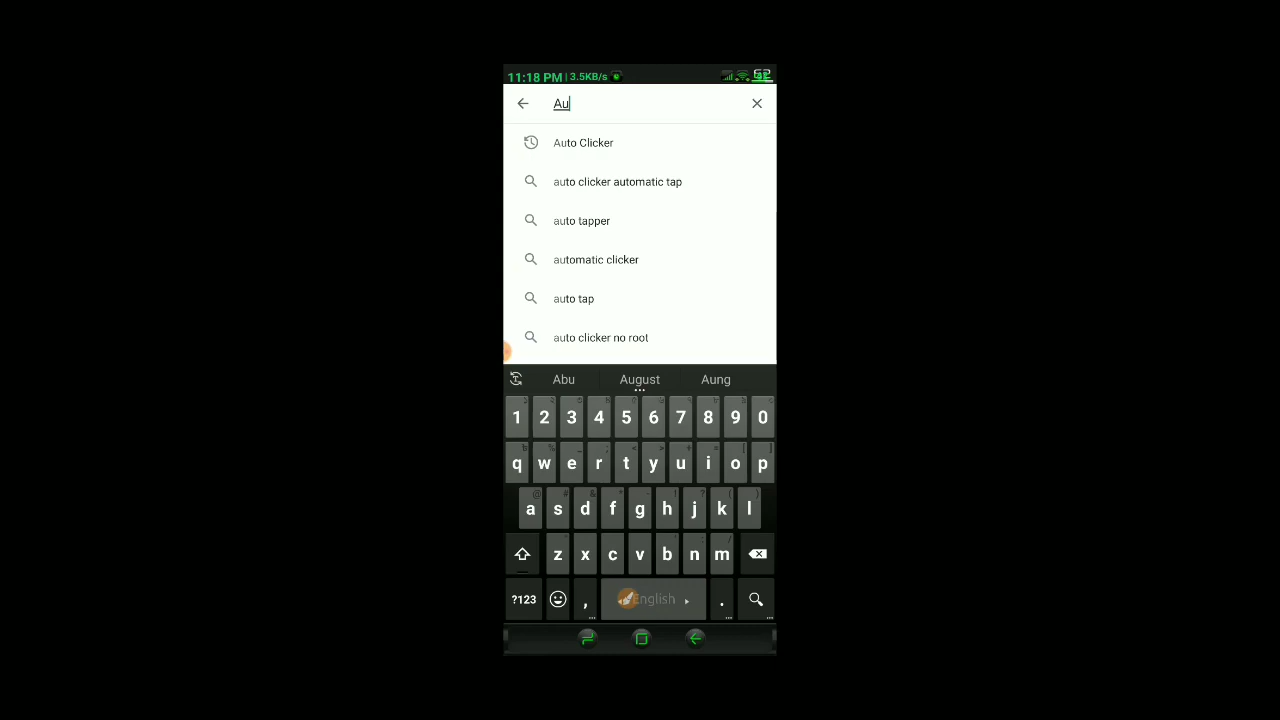 11:18 PM | 3.5KB/s
Au
Auto Clicker
auto clicker automatic tap
auto tapper
automatic clicker
auto tap
auto clicker no root
Abu August Aung
1 2 3 4 5 6 7 8 9 0
q w e r t y u i o p
a s d f g h j k l
z x c v b n m
?123 , English .